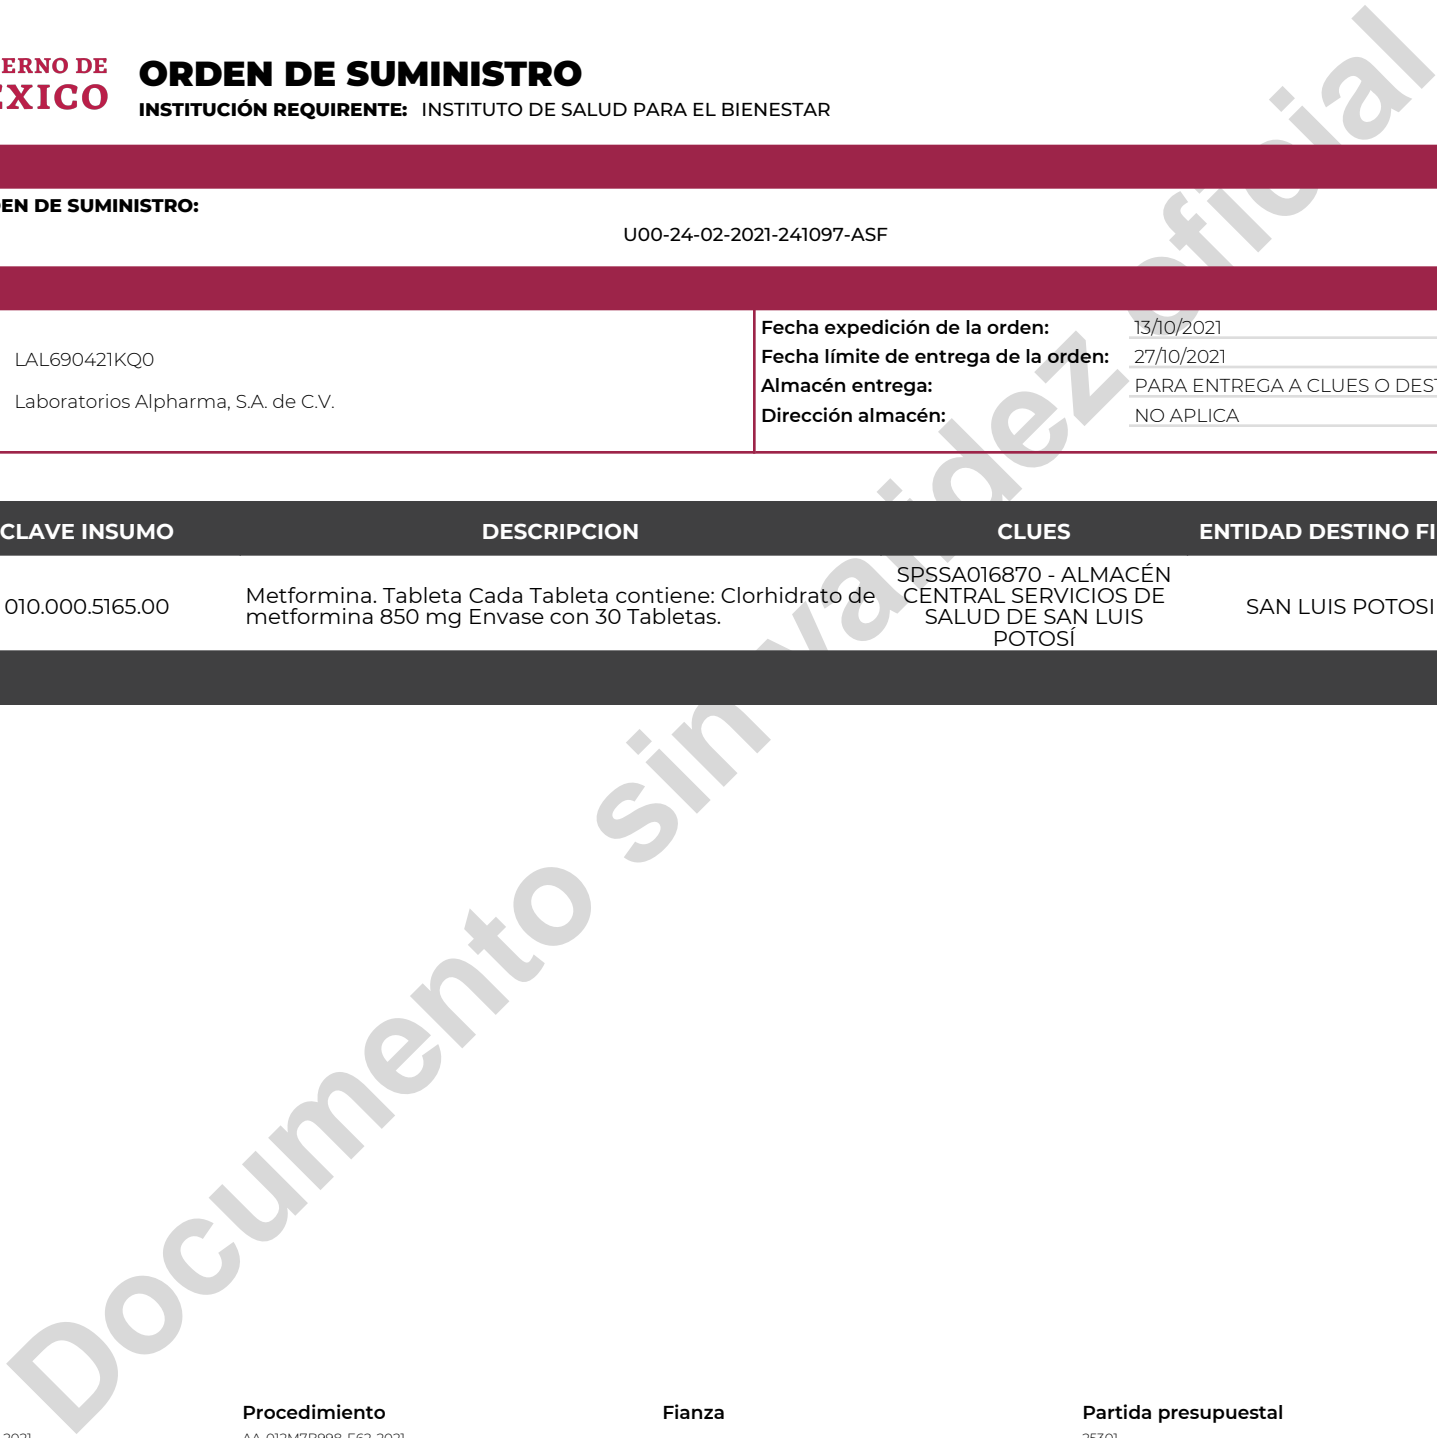 ERNO DE
ORDEN DE SUMINISTRO
EXICO
INSTITUCIÓN REQUIRENTE: INSTITUTO DE SALUD PARA EL BIENESTAR
EN DE SUMINISTRO:
U00-24-02-2021-241097-ASF
LAL690421KQ0
Laboratorios Alpharma, S.A. de C.V.
Fecha expedición de la orden: 13/10/2021
Fecha límite de entrega de la orden: 27/10/2021
Almacén entrega: PARA ENTREGA A CLUES O DEST
Dirección almacén: NO APLICA
CLAVE INSUMO DESCRIPCION CLUES ENTIDAD DESTINO FI
010.000.5165.00
Metformina. Tableta Cada Tableta contiene: Clorhidrato de
metformina 850 mg Envase con 30 Tabletas.
SPSSA016870 - ALMACÉN
CENTRAL SERVICIOS DE
SALUD DE SAN LUIS
POTOSÍ
SAN LUIS POTOSI
Documento sin validez oficial
Procedimiento Fianza Partida presupuestal